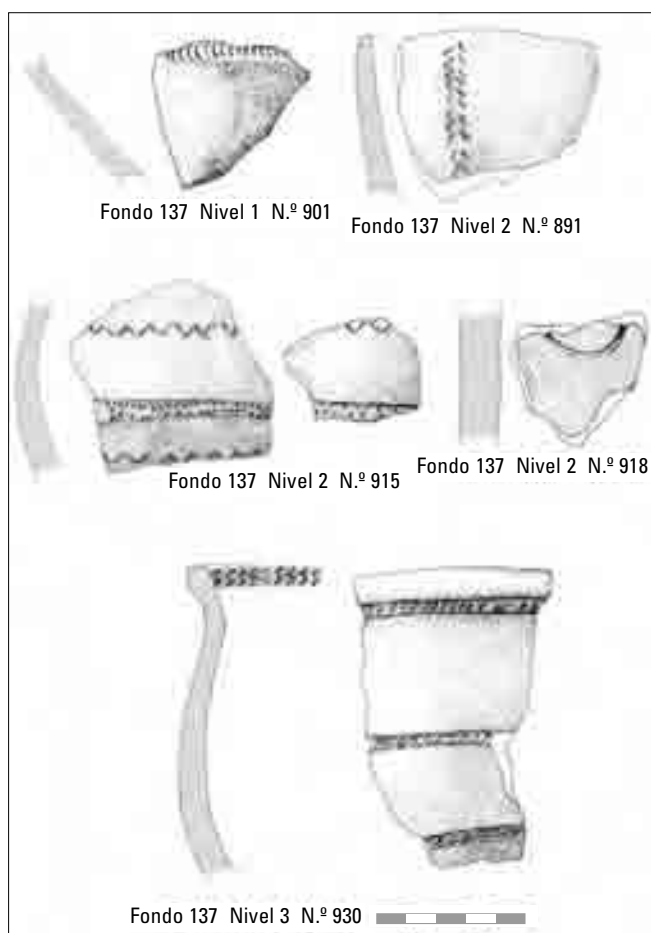 Fondo 137 Nivel 1 N.º 901
Fondo 137 Nivel 2 N.º 891
Fondo 137 Nivel 2 N.º 915
Fondo 137 Nivel 2 N.º 918
Fondo 137 Nivel 3 N.º 930